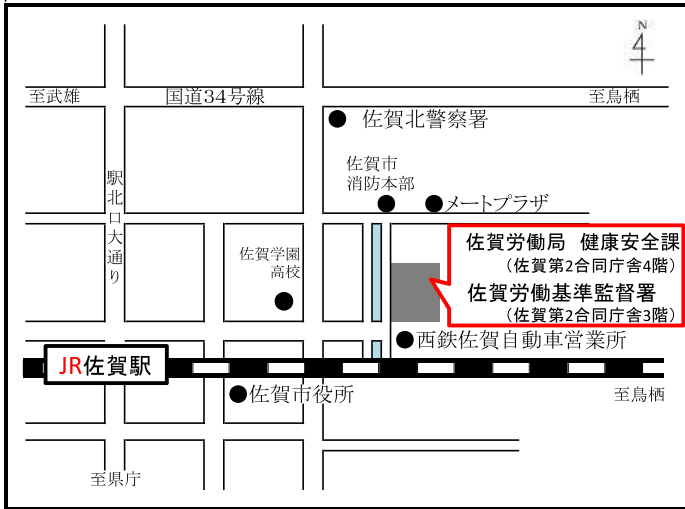 N
至武雄
国道34号線
至鳥栖
佐賀北警察署
佐賀市
消防本部
メートプラザ
駅北口大通り
佐賀学園
高校
佐賀労働局 健康安全課
(佐賀第2合同庁舎4階)
佐賀労働基準監督署
(佐賀第2合同庁舎3階)
西鉄佐賀自動車営業所
JR佐賀駅
佐賀市役所
至鳥栖
至県庁